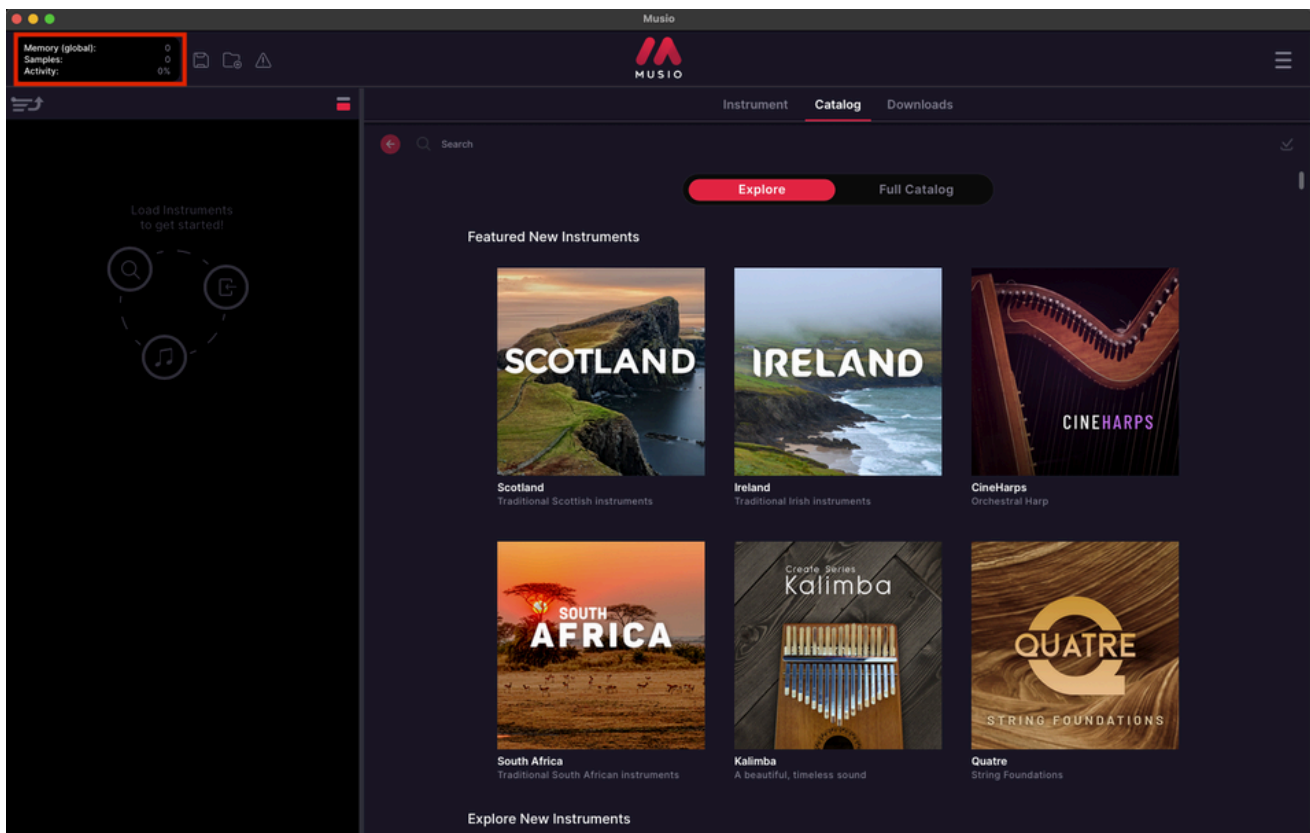 Musio
Memory (global): 0
Samples: 0
Activity: 0%
MUSIO
Instrument Catalog Downloads
Search
Explore Full Catalog
Load Instruments
to get started!
Featured New Instruments
SCOTLAND
IRELAND
CINEHARPS
Scotland
Traditional Scottish instruments
Ireland
Traditional Irish instruments
CineHarps
Orchestral Harp
SOUTH
AFRICA
Create Series
Kalimba
QUATRE
STRING FOUNDATIONS
South Africa
Traditional South African instruments
Kalimba
A beautiful, timeless sound
Quatre
String Foundations
Explore New Instruments